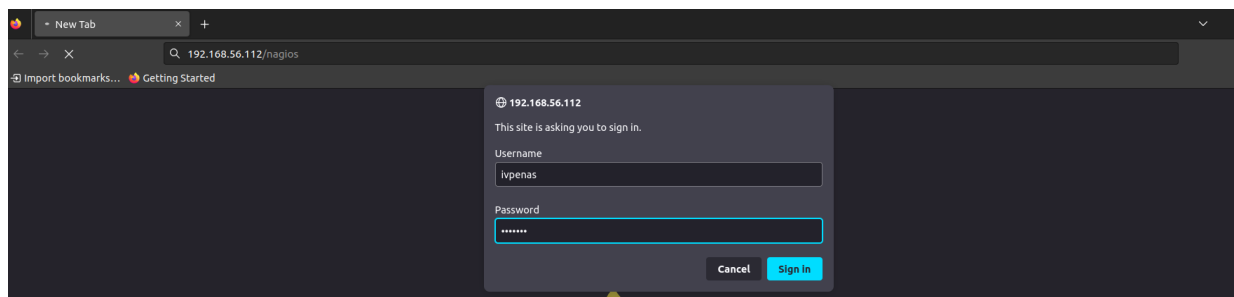 New Tab
192.168.56.112/nagios
Import bookmarks... Getting Started
192.168.56.112
This site is asking you to sign in.
Username
ivpenas
Password
•••••••
Cancel Sign in